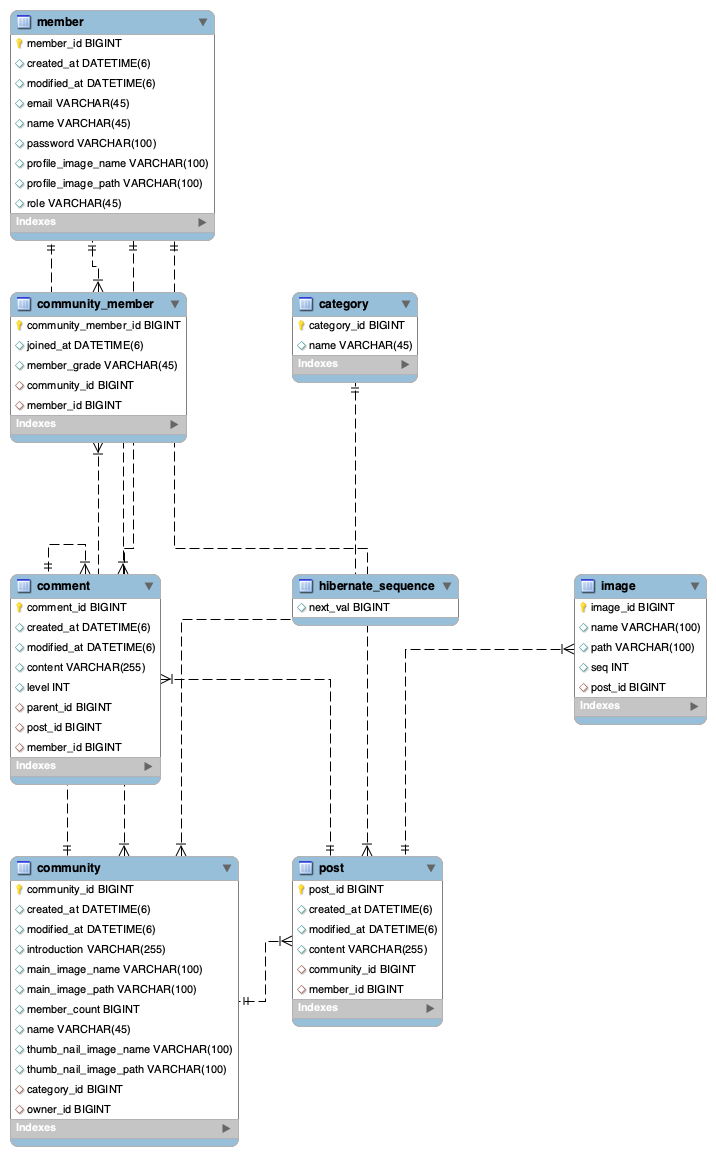 member
member_id BIGINT
created_at DATETIME(6)
modified_at DATETIME(6)
email VARCHAR(45)
name VARCHAR(45)
password VARCHAR(100)
profile_image_name VARCHAR(100)
profile_image_path VARCHAR(100)
role VARCHAR(45)
Indexes
community_member
community_member_id BIGINT
joined_at DATETIME(6)
member_grade VARCHAR(45)
community_id BIGINT
member_id BIGINT
Indexes
category
category_id BIGINT
name VARCHAR(45)
Indexes
comment
comment_id BIGINT
created_at DATETIME(6)
modified_at DATETIME(6)
content VARCHAR(255)
level INT
parent_id BIGINT
post_id BIGINT
member_id BIGINT
Indexes
hibernate_sequence
next_val BIGINT
image
image_id BIGINT
name VARCHAR(100)
path VARCHAR(100)
seq INT
post_id BIGINT
Indexes
community
community_id BIGINT
created_at DATETIME(6)
modified_at DATETIME(6)
introduction VARCHAR(255)
main_image_name VARCHAR(100)
main_image_path VARCHAR(100)
member_count BIGINT
name VARCHAR(45)
thumb_nail_image_name VARCHAR(100)
thumb_nail_image_path VARCHAR(100)
category_id BIGINT
owner_id BIGINT
Indexes
post
post_id BIGINT
created_at DATETIME(6)
modified_at DATETIME(6)
content VARCHAR(255)
community_id BIGINT
member_id BIGINT
Indexes